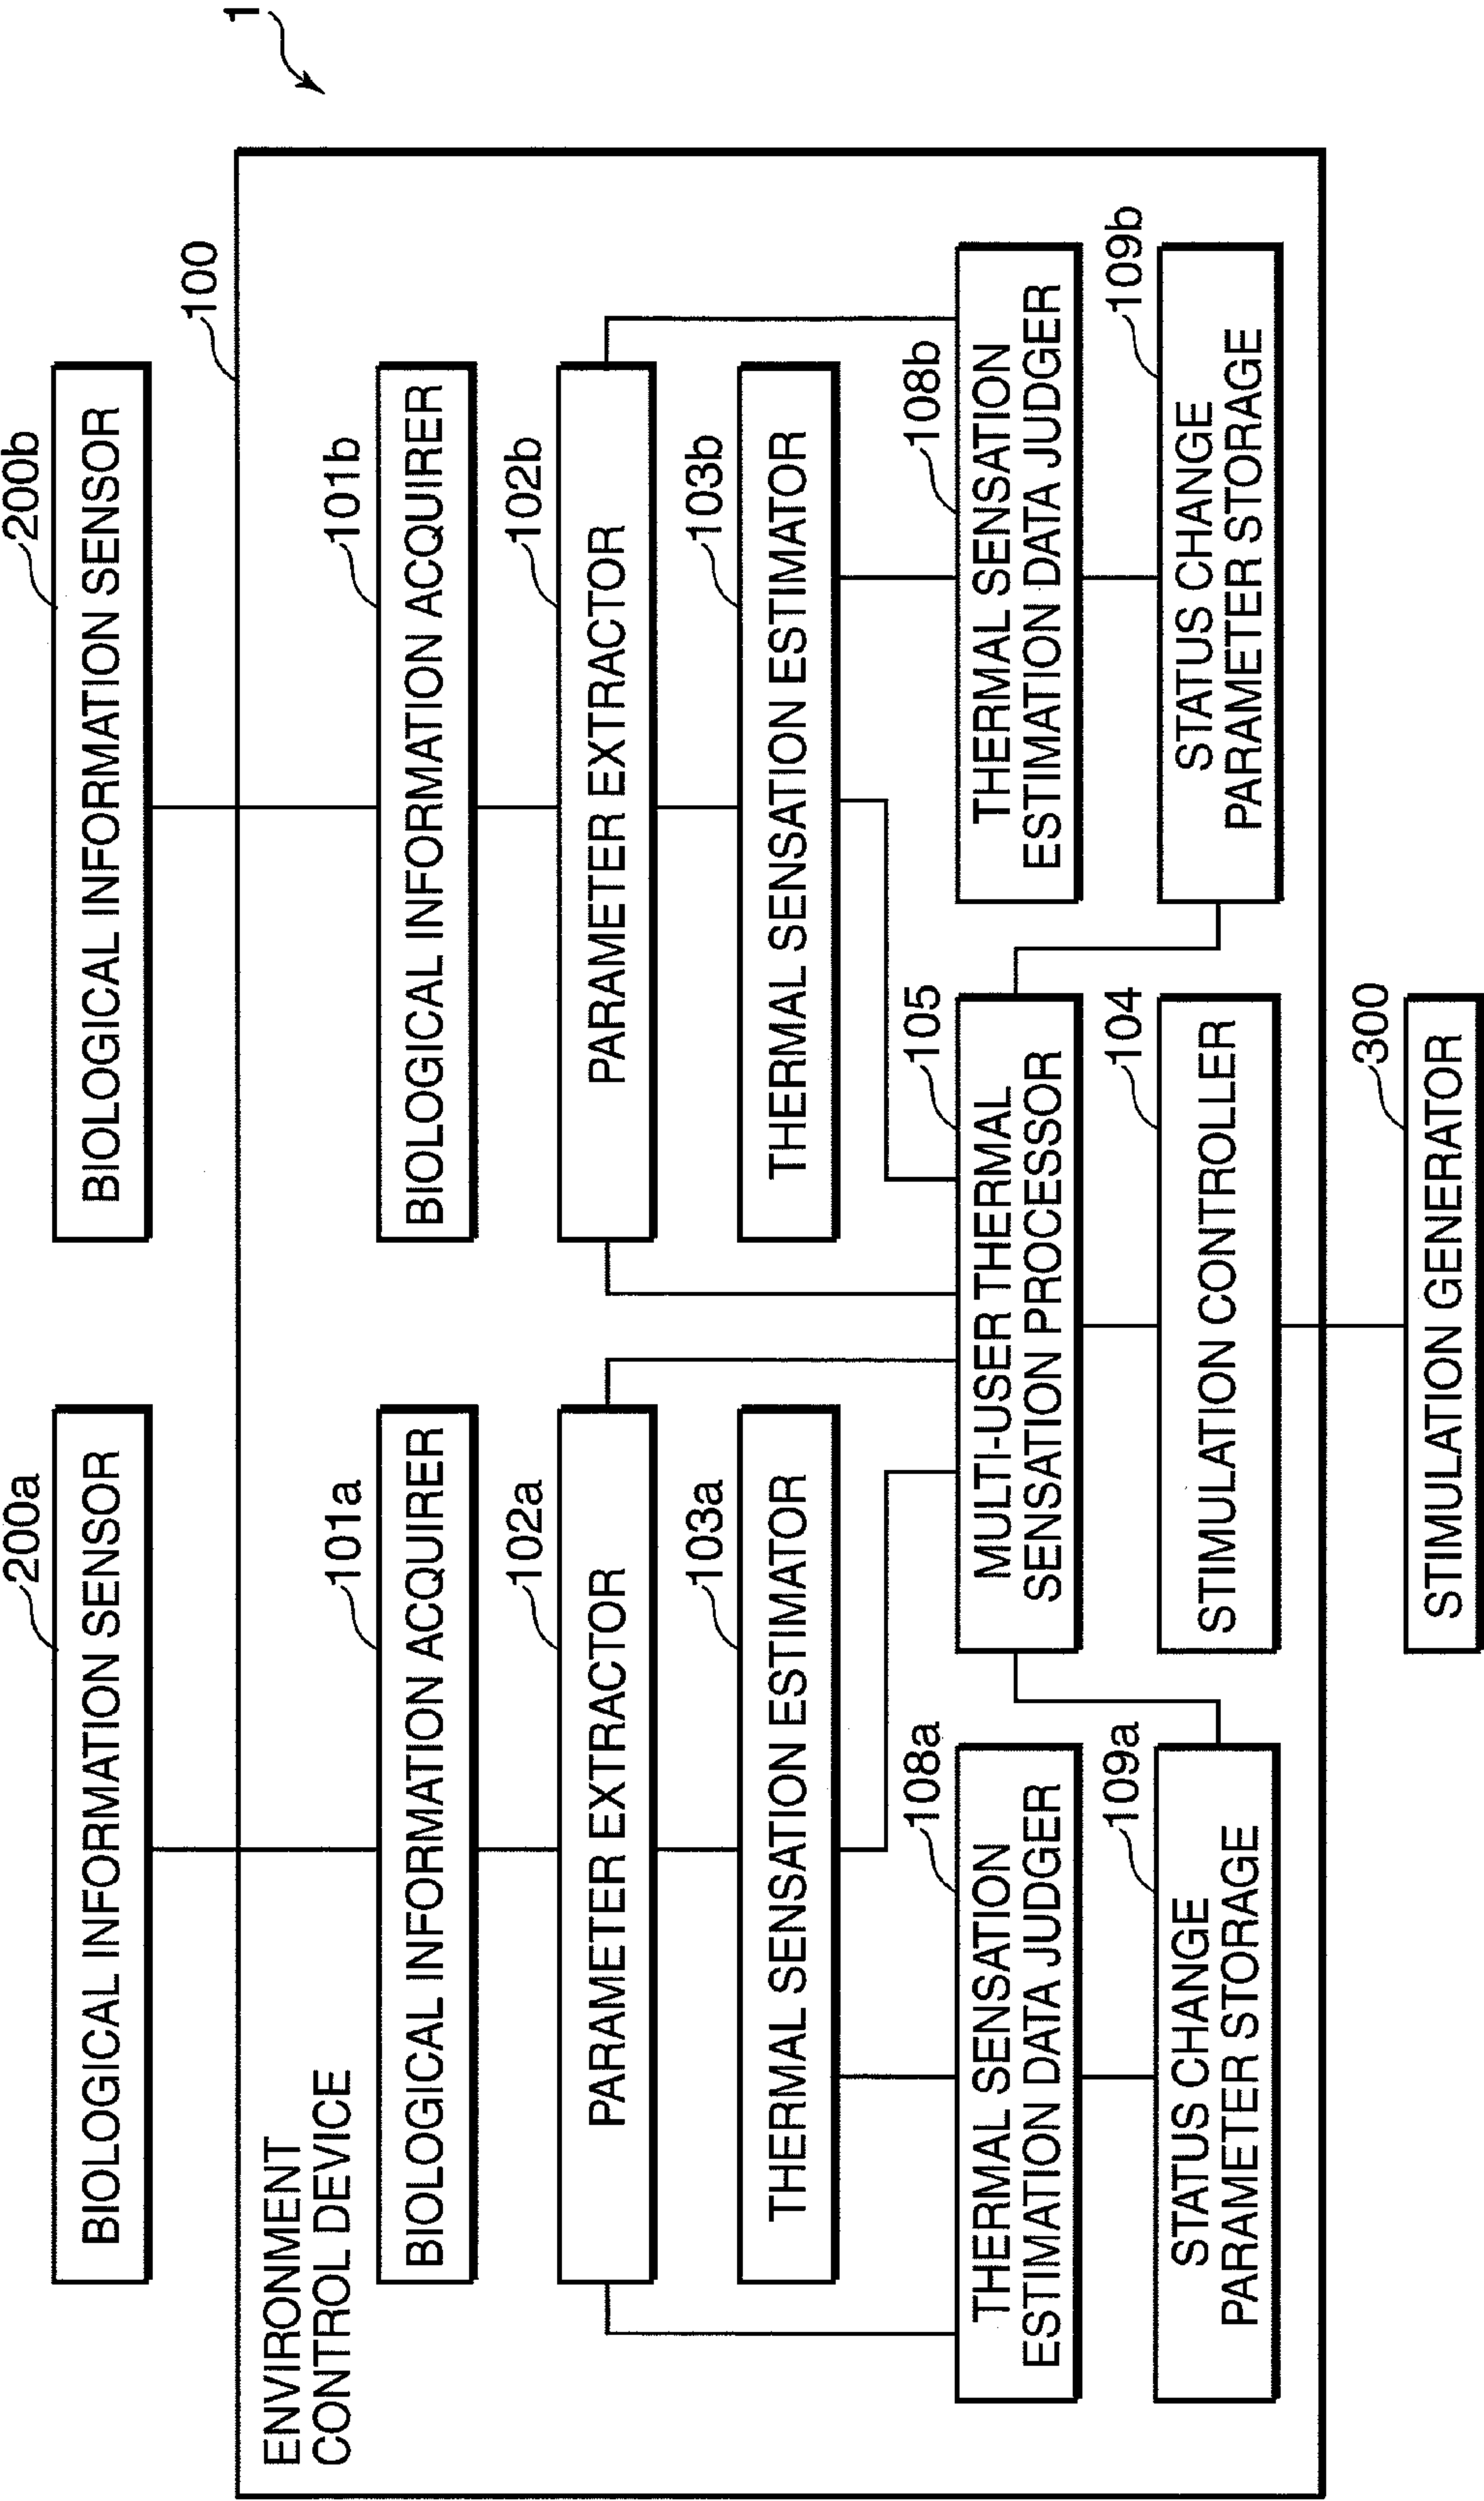 1
200a
BIOLOGICAL INFORMATION SENSOR
200b
BIOLOGICAL INFORMATION SENSOR
100
ENVIRONMENT
CONTROL DEVICE
101a
BIOLOGICAL INFORMATION ACQUIRER
101b
BIOLOGICAL INFORMATION ACQUIRER
102a
PARAMETER EXTRACTOR
102b
PARAMETER EXTRACTOR
103a
THERMAL SENSATION ESTIMATOR
103b
THERMAL SENSATION ESTIMATOR
108a
THERMAL SENSATION
ESTIMATION DATA JUDGER
105
MULTI-USER THERMAL
SENSATION PROCESSOR
108b
THERMAL SENSATION
ESTIMATION DATA JUDGER
109a
STATUS CHANGE
PARAMETER STORAGE
104
STIMULATION CONTROLLER
109b
STATUS CHANGE
PARAMETER STORAGE
300
STIMULATION GENERATOR